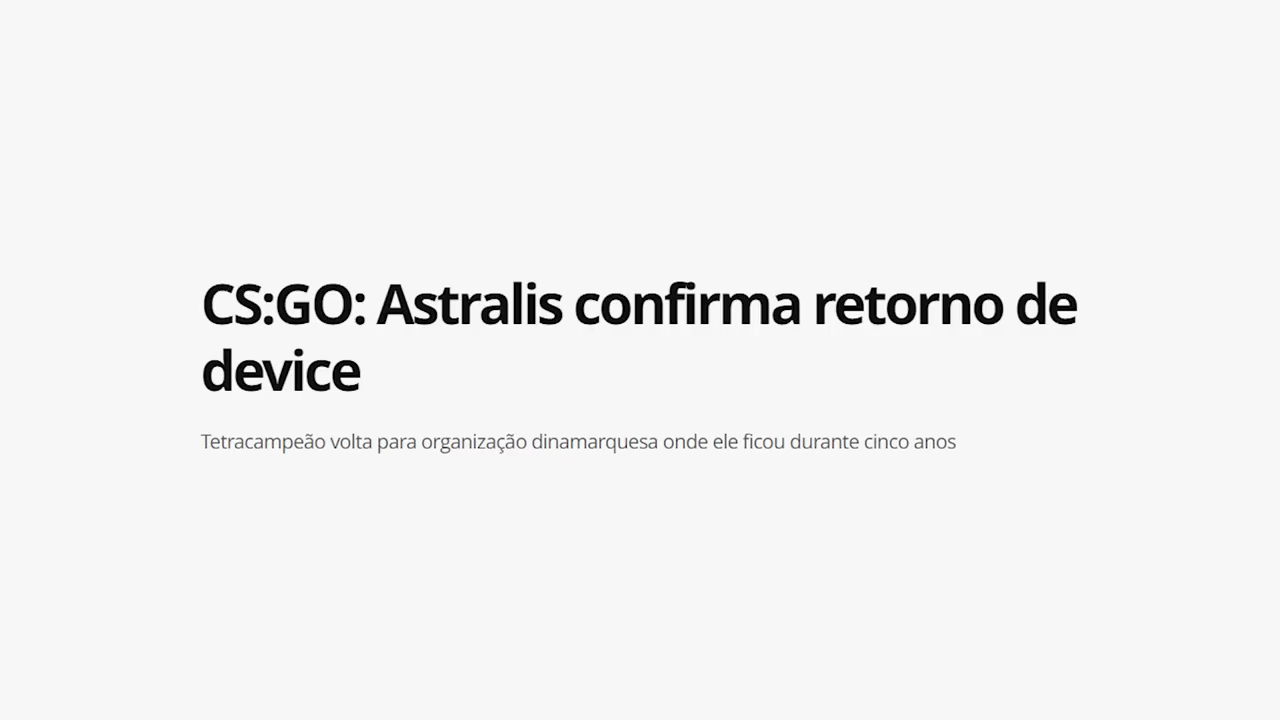 CS:GO: Astralis confirma retorno de
device
Tetracampeão volta para organização dinamarquesa onde ele ficou durante cinco anos